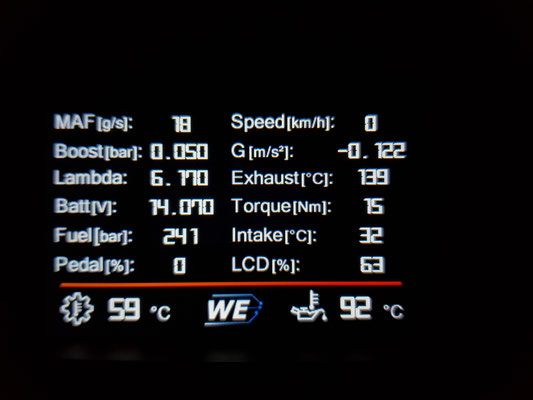 MAF[g/s]: 18 Speed[km/h]: 0
Boost[bar]: 0.050 G[m/s²]: -0.122
Lambda: 6.770 Exhaust[°C]: 139
Batt[V]: 14.070 Torque[Nm]: 15
Fuel[bar]: 241 Intake[°C]: 32
Pedal[%]: 0 LCD[%]: 63
59 °C WE 92 °C